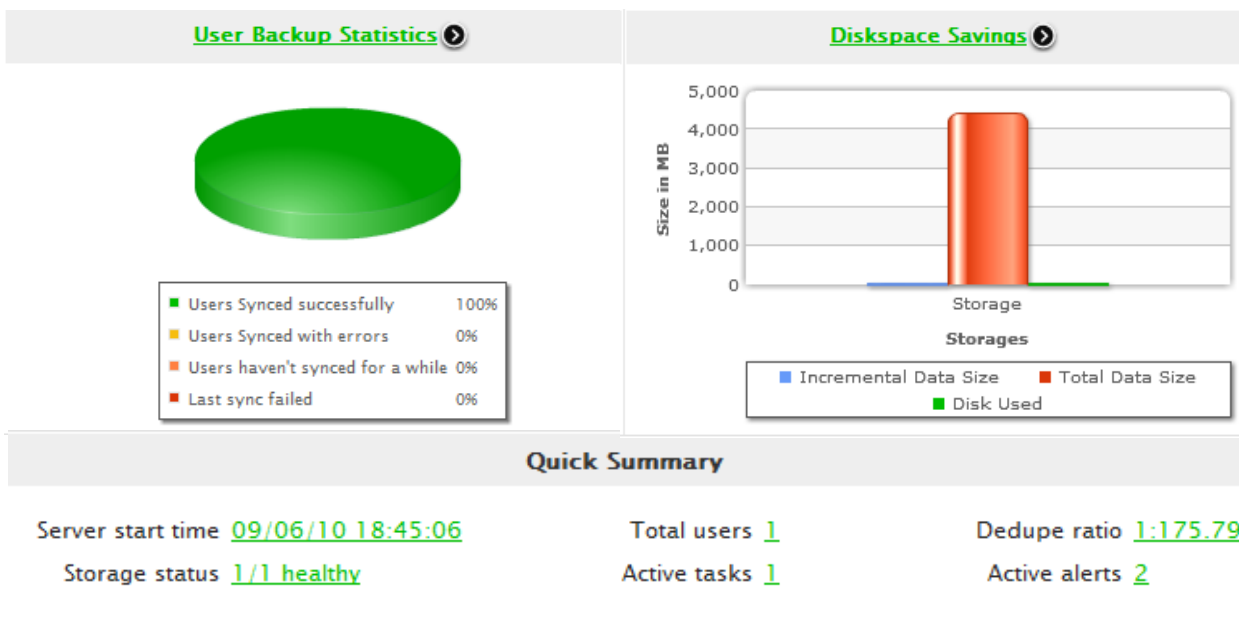 User Backup Statistics
100%
Users Synced successfully 100%
Users Synced with errors 0%
Users haven't synced for a while 0%
Last sync failed 0%
Diskspace Savings
5,000
4,000
3,000
2,000
1,000
0
Size in MB
Storage
Storages
Incremental Data Size Total Data Size
Disk Used
Quick Summary
Server start time 09/06/10 18:45:06 Total users 1 Dedupe ratio 1:175.79
Storage status 1/1 healthy Active tasks 1 Active alerts 2